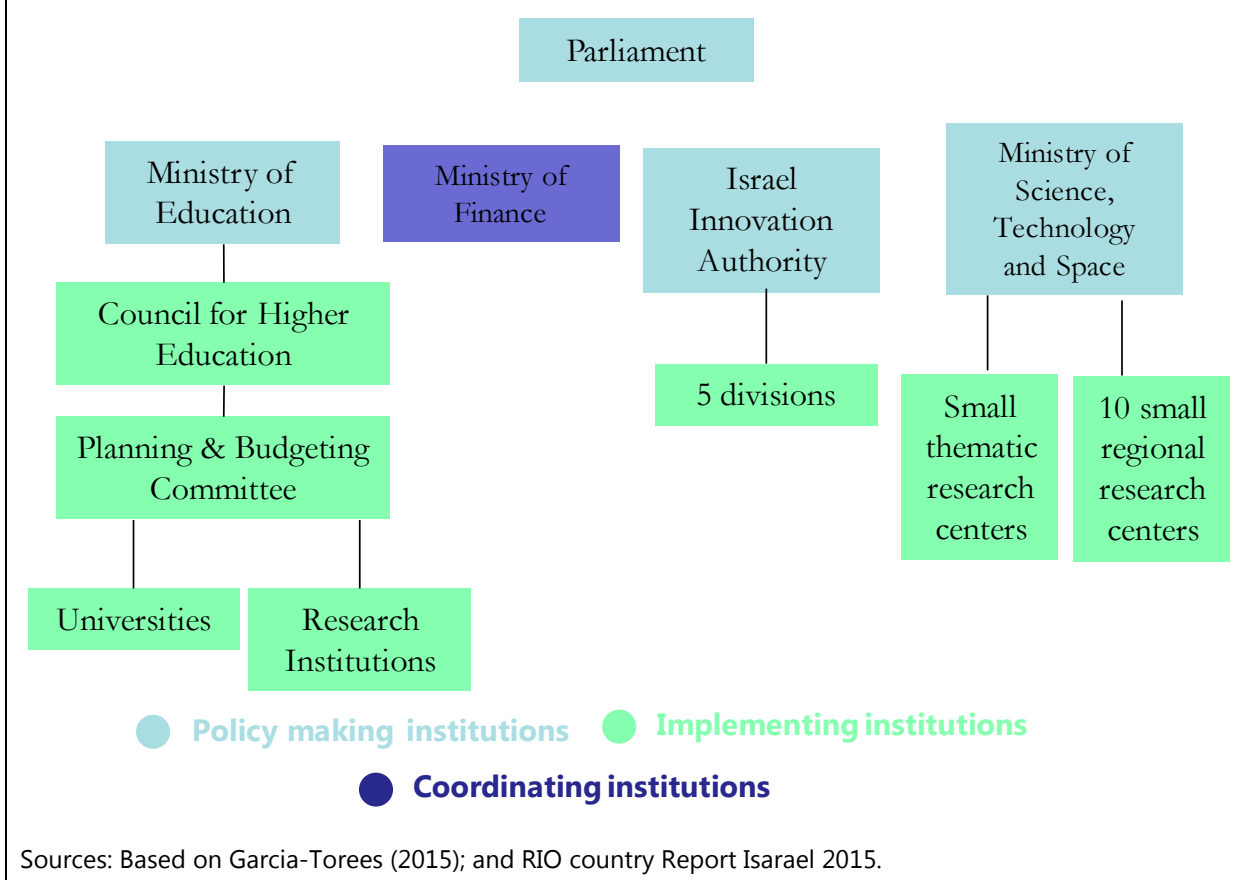 Parliament
Ministry of
Education
Ministry of
Finance
Israel
Innovation
Authority
Ministry of
Science,
Technology
and Space
Council for Higher
Education
Planning & Budgeting
Committee
5 divisions
Small
thematic
research
centers
10 small
regional
research
centers
Universities
Research
Institutions
Policy making institutions
Implementing institutions
Coordinating institutions
Sources: Based on Garcia-Torees (2015); and RIO country Report Isarael 2015.